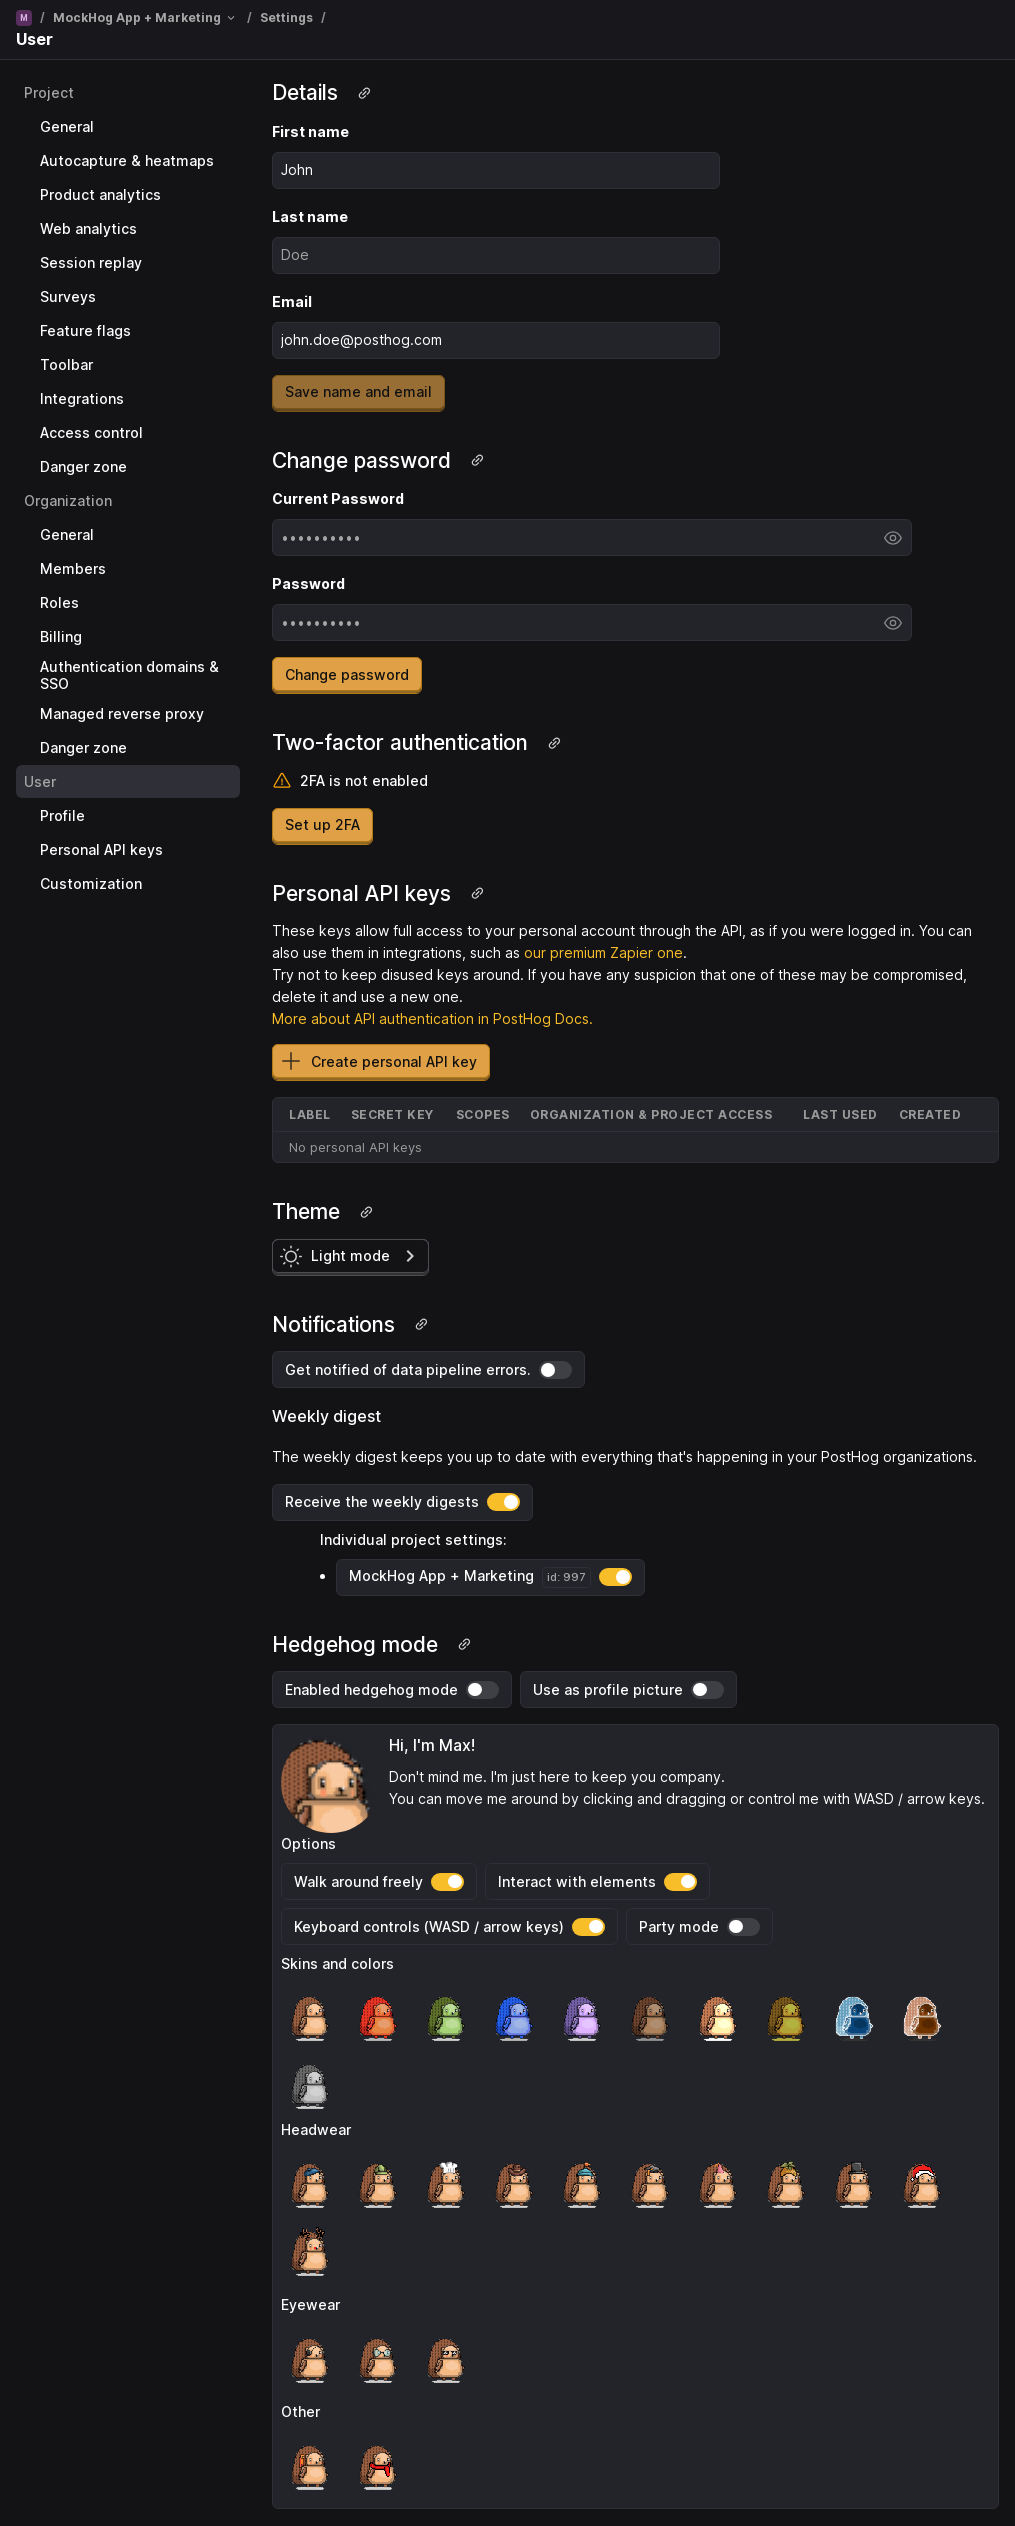 M / MockHog App + Marketing / Settings /
User
Project
General
Autocapture & heatmaps
Product analytics
Web analytics
Session replay
Surveys
Feature flags
Toolbar
Integrations
Access control
Danger zone
Organization
General
Members
Roles
Billing
Authentication domains &
SSO
Managed reverse proxy
Danger zone
User
Profile
Personal API keys
Customization
Details
First name
John
Last name
Doe
Email
john.doe@posthog.com
Save name and email
Change password
Current Password
••••••••••
Password
••••••••••
Change password
Two-factor authentication
2FA is not enabled
Set up 2FA
Personal API keys
These keys allow full access to your personal account through the API, as if you were logged in. You can
also use them in integrations, such as our premium Zapier one.
Try not to keep disused keys around. If you have any suspicion that one of these may be compromised,
delete it and use a new one.
More about API authentication in PostHog Docs.
Create personal API key
LABEL SECRET KEY SCOPES ORGANIZATION & PROJECT ACCESS LAST USED CREATED
No personal API keys
Theme
Light mode
Notifications
Get notified of data pipeline errors.
Weekly digest
The weekly digest keeps you up to date with everything that's happening in your PostHog organizations.
Receive the weekly digests
Individual project settings:
• MockHog App + Marketing id: 997
Hedgehog mode
Enabled hedgehog mode Use as profile picture
Hi, I'm Max!
Don't mind me. I'm just here to keep you company.
You can move me around by clicking and dragging or control me with WASD / arrow keys.
Options
Walk around freely Interact with elements
Keyboard controls (WASD / arrow keys) Party mode
Skins and colors
Headwear
Eyewear
Other